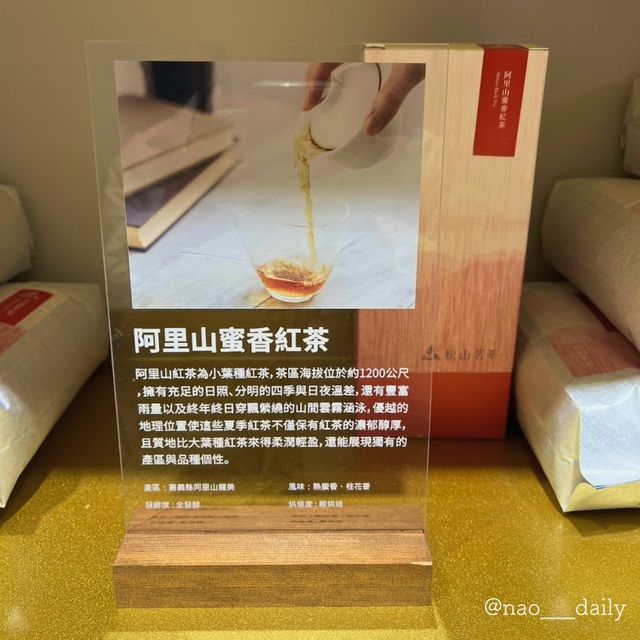 阿里山蜜香紅茶
阿里山紅茶為小葉種紅茶,茶區海拔位於約1200公尺
,擁有充足的日照、分明的四季與日夜溫差,還有豐富
雨量以及終年終日穿飄縈繞的山間雲霧涵泳,優越的
地理位置使這些夏季紅茶不僅保有紅茶的濃郁醇厚,
且質地比大葉種紅茶來得柔潤輕盈,還能展現獨有的
產區與品種個性。
產區:嘉義縣阿里山龍美
風味:熟蜜香、桂花香
發酵度:全發酵
烘焙度:輕烘焙
阿里山蜜香紅茶
松山茗茶
@nao___daily